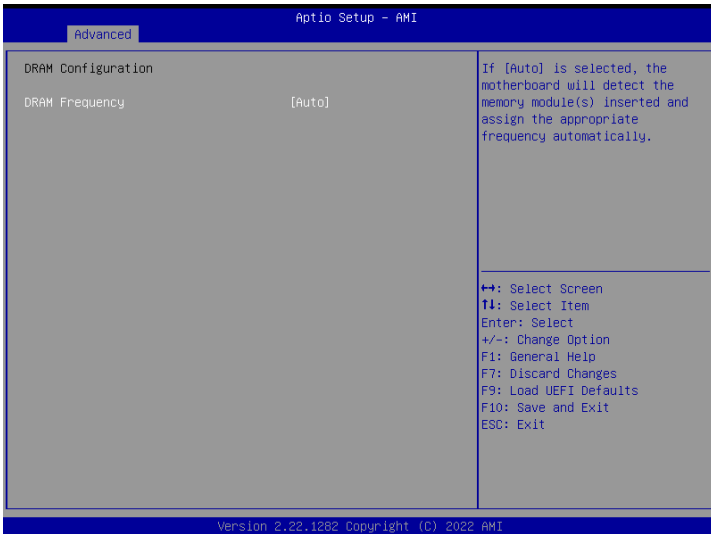 Aptio Setup – AMI
Advanced
DRAM Configuration
DRAM Frequency [Auto]
If [Auto] is selected, the
motherboard will detect the
memory module(s) inserted and
assign the appropriate
frequency automatically.
↔: Select Screen
↑↓: Select Item
Enter: Select
+/-: Change Option
F1: General Help
F7: Discard Changes
F9: Load UEFI Defaults
F10: Save and Exit
ESC: Exit
Version 2.22.1282 Copyright (C) 2022 AMI